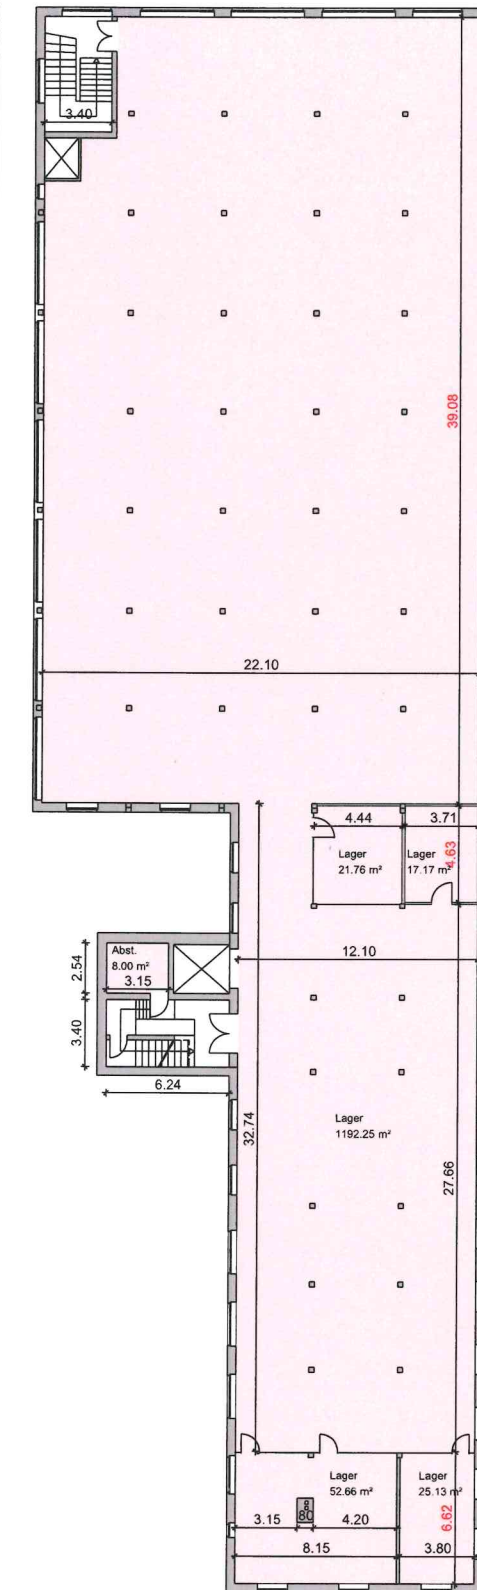 3.40
39.08
22.10
4.44
3.71
Lager
21.76 m²
Lager
17.17 m²
4.63
Abst.
8.00 m²
3.15
2.54
12.10
3.40
6.24
Lager
1192.25 m²
32.74
27.66
Lager
52.66 m²
Lager
25.13 m²
80
6.62
3.15
4.20
8.15
3.80